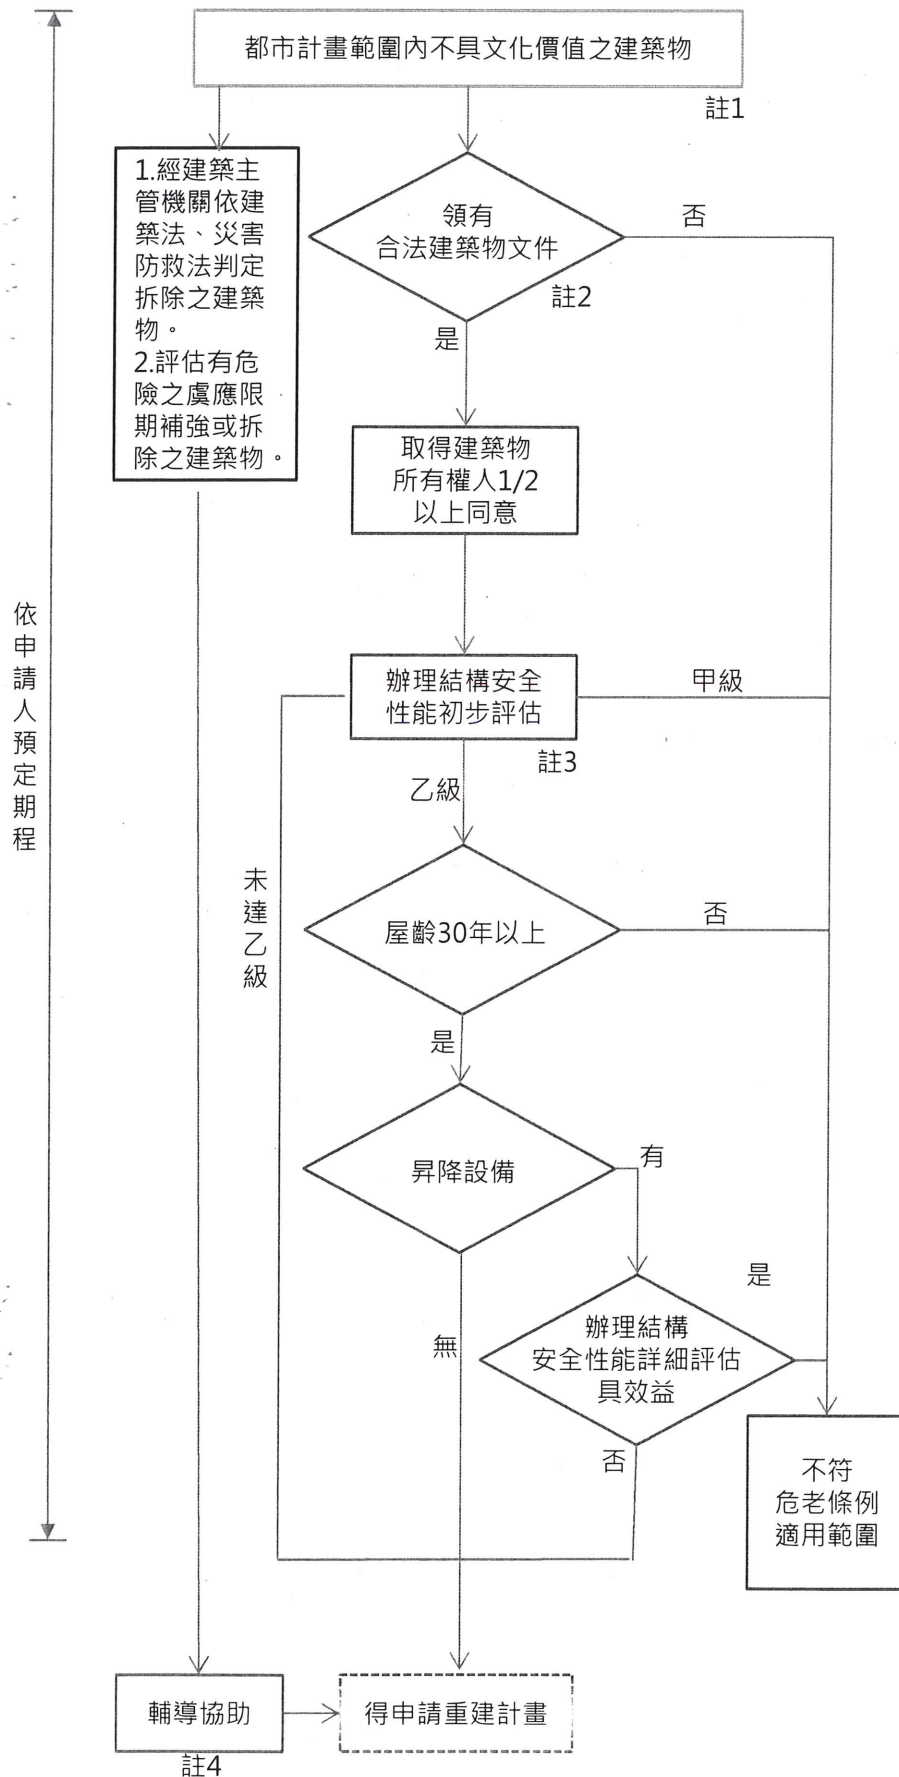 都市計畫範圍內不具文化價值之建築物
註1
1.經建築主
管機關依建
築法、災害
防救法判定
拆除之建築
物。
2.評估有危
險之虞應限
期補強或拆
除之建築物。
領有
合法建築物文件
註2
否
是
取得建築物
所有權人1/2
以上同意
辦理結構安全
性能初步評估
註3
甲級
乙級
未達乙級
屋齡30年以上
否
是
昇降設備
有
無
辦理結構
安全性能詳細評估
具效益
是
否
不符
危老條例
適用範圍
依申請人預定期程
輔導協助
註4
得申請重建計畫